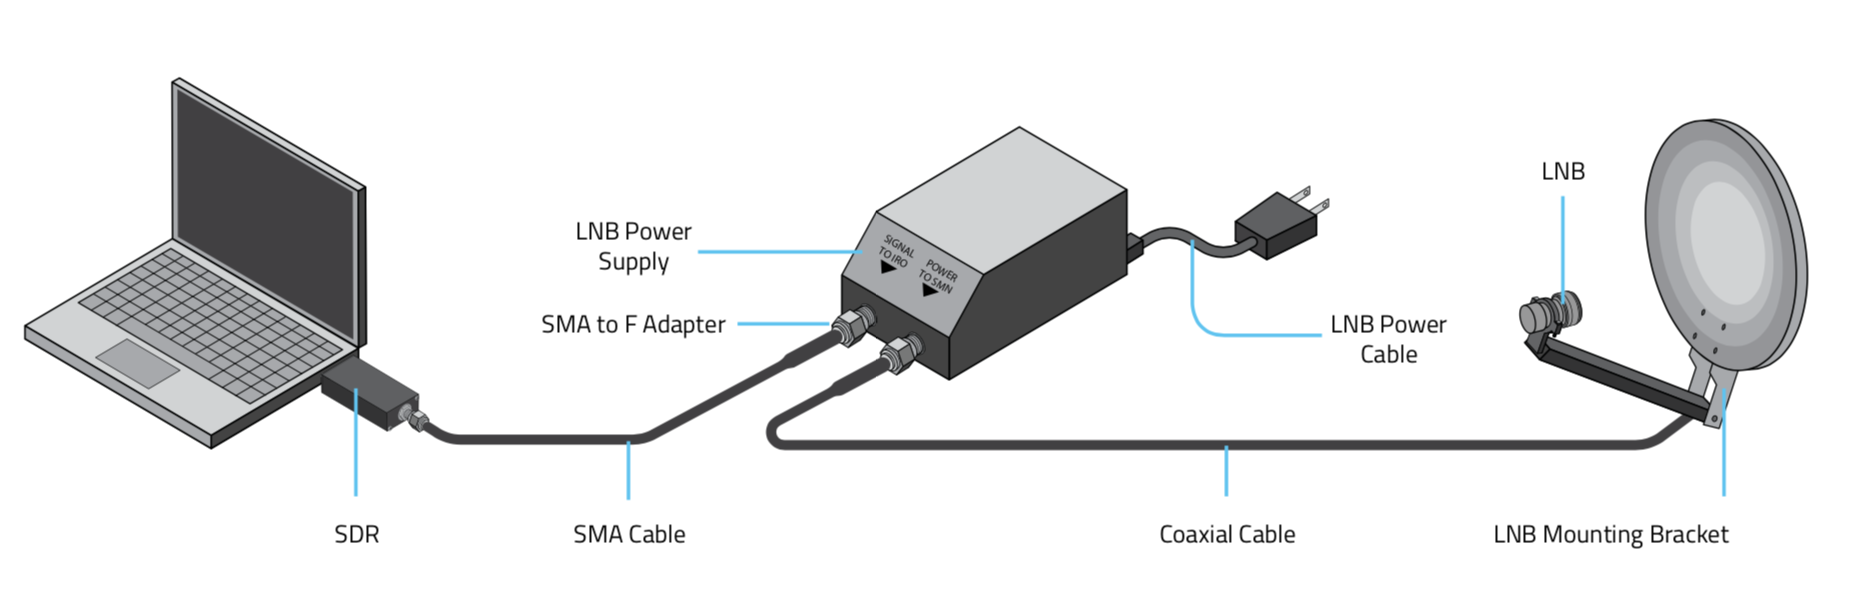 LNB
LNB Power
Supply
SIGNAL
TO IRO
POWER
TO SMN
SMA to F Adapter
LNB Power
Cable
SDR
SMA Cable
Coaxial Cable
LNB Mounting Bracket